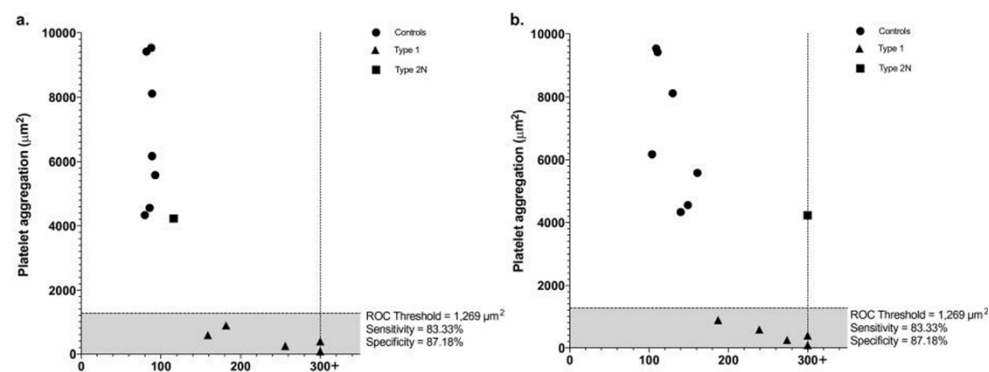 a.
10000
8000
6000
4000
2000
0
Platelet aggregation (μm²)
Controls
Type 1
Type 2N
ROC Threshold = 1,269 μm²
Sensitivity = 83.33%
Specificity = 87.18%
0 100 200 300+
b.
10000
8000
6000
4000
2000
0
Platelet aggregation (μm²)
Controls
Type 1
Type 2N
ROC Threshold = 1,269 μm²
Sensitivity = 83.33%
Specificity = 87.18%
0 100 200 300+